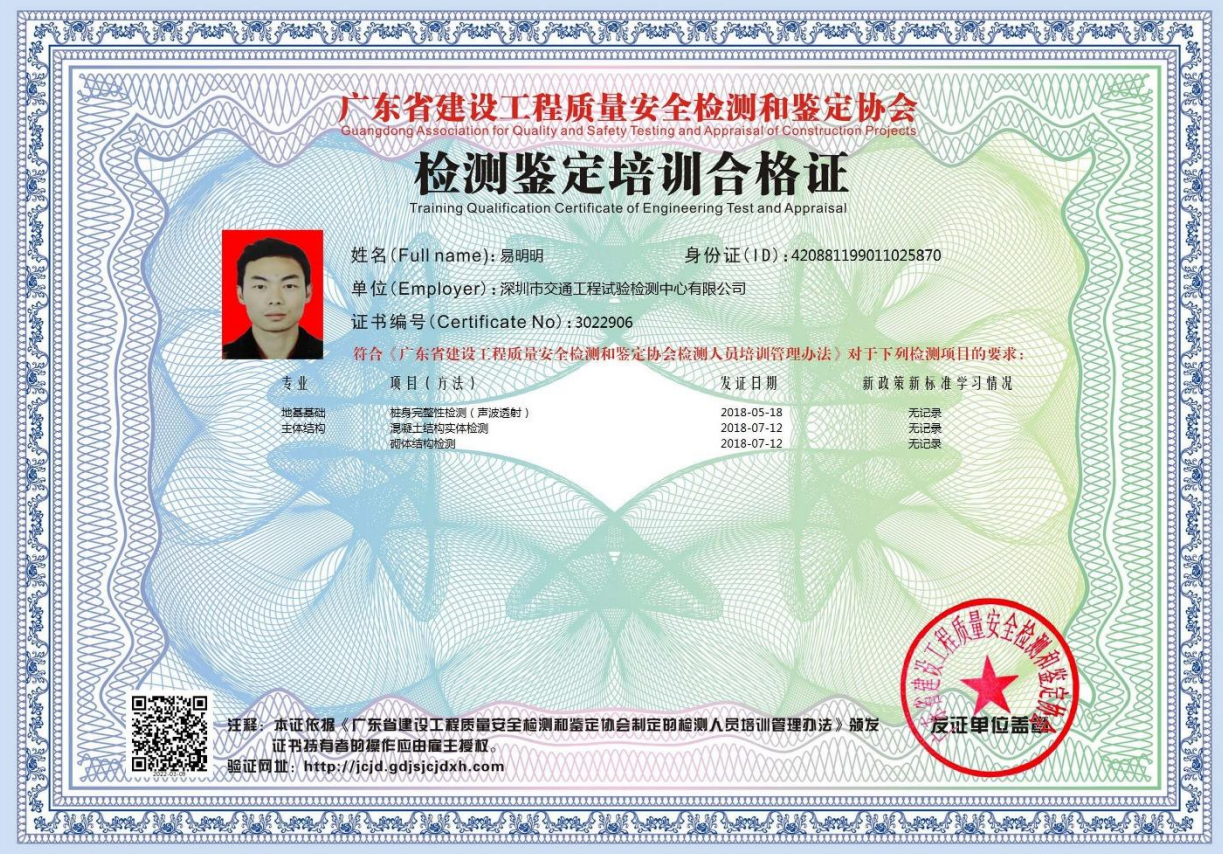 广东省建设工程质量安全检测和鉴定协会
Guangdong Association for Quality and Safety Testing and Appraisal of Construction Projects
检测鉴定培训合格证
Training Qualification Certificate of Engineering Test and Appraisal
姓名(Full name):易明明 身份证(ID):420881199011025870
单位(Employer):深圳市交通工程试验检测中心有限公司
证书编号(Certificate No):3022906
符合《广东省建设工程质量安全检测和鉴定协会检测人员培训管理办法》对于下列检测项目的要求:
专业 项目(方法) 发证日期 新政策新标准学习情况
地基基础 桩身完整性检测(声波透射) 2018-05-18 无记录
主体结构 混凝土结构实体检测 2018-07-12 无记录
砌体结构检测 2018-07-12 无记录
广东省建设工程质量安全检测和鉴定协会
发证单位盖章
注释:本证依据《广东省建设工程质量安全检测和鉴定协会制定的检测人员培训管理办法》颁发
证书持有者的操作应由雇主授权。
验证网址:http://jcjd.gdjsjcjdxh.com
2022-03-09